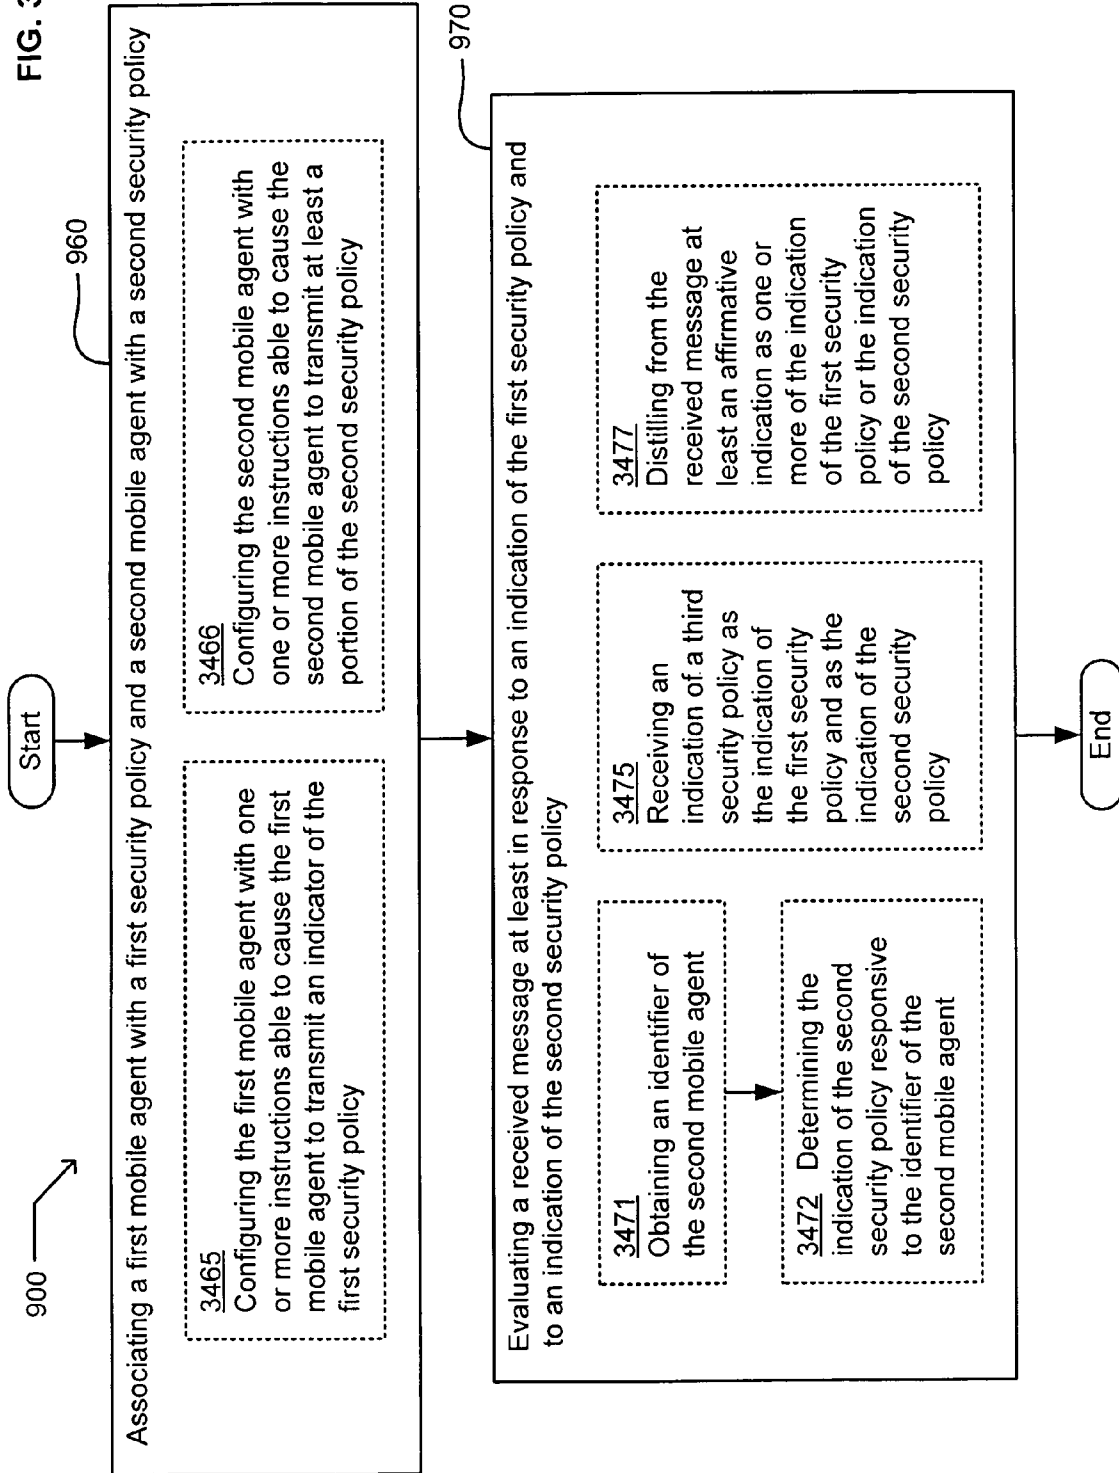 FIG. 3
900
Start
960
Associating a first mobile agent with a first security policy and a second mobile agent with a second security policy
3465
Configuring the first mobile agent with one
or more instructions able to cause the first
mobile agent to transmit an indicator of the
first security policy
3466
Configuring the second mobile agent with
one or more instructions able to cause the
second mobile agent to transmit at least a
portion of the second security policy
970
Evaluating a received message at least in response to an indication of the first security policy and
to an indication of the second security policy
3471
Obtaining an identifier of
the second mobile agent
3472 Determining the
indication of the second
security policy responsive
to the identifier of the
second mobile agent
3475
Receiving an
indication of a third
security policy as
the indication of
the first security
policy and as the
indication of the
second security
policy
3477
Distilling from the
received message at
least an affirmative
indication as one or
more of the indication
of the first security
policy or the indication
of the second security
policy
End